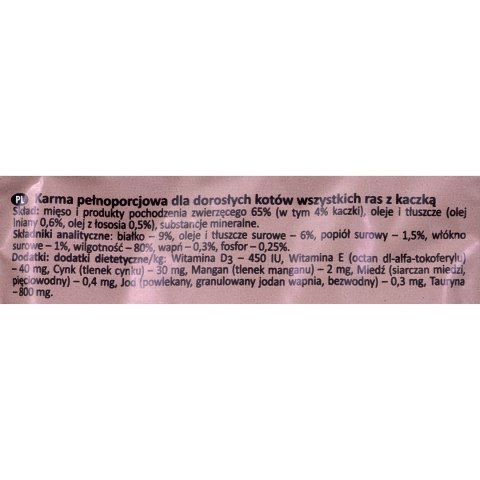 PL Karma pełnoporcjowa dla dorosłych kotów wszystkich ras z kaczką
Skład: mięso i produkty pochodzenia zwierzęcego 65% (w tym 4% kaczki), oleje i tłuszcze (olej
lniany 0,6%, olej z łososia 0,5%), substancje mineralne.
Składniki analityczne: białko – 9%, oleje i tłuszcze surowe – 6%, popiół surowy – 1,5%, włókno
surowe – 1%, wilgotność – 80%, wapń – 0,3%, fosfor – 0,25%.
Dodatki: dodatki dietetyczne/kg: Witamina D3 – 450 IU, Witamina E (octan dl-alfa-tokoferylu)
– 40 mg, Cynk (tlenek cynku) – 30 mg, Mangan (tlenek manganu) – 2 mg, Miedź (siarczan miedzi,
pięciowodny) – 0,4 mg, Jod (powlekany, granulowany jodan wapnia, bezwodny) – 0,3 mg, Tauryna
– 800 mg.